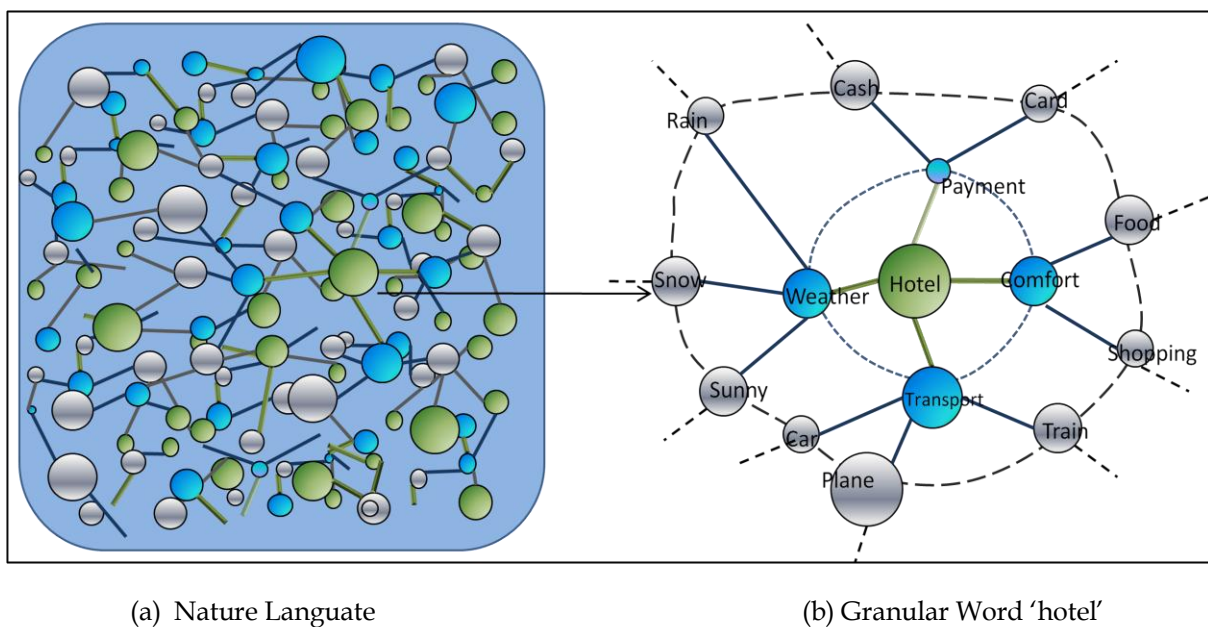 Cash
Card
Rain
Payment
Food
Snow
Weather
Hotel
Comfort
Shopping
Sunny
Transport
Car
Train
Plane
(a) Nature Languate
(b) Granular Word ‘hotel’